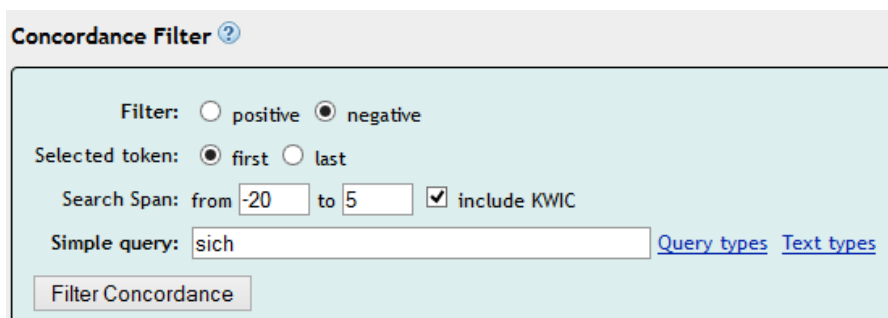 Concordance Filter ?
Filter: positive negative
Selected token: first last
Search Span: from -20 to 5 include KWIC
Simple query: sich Query types Text types
Filter Concordance